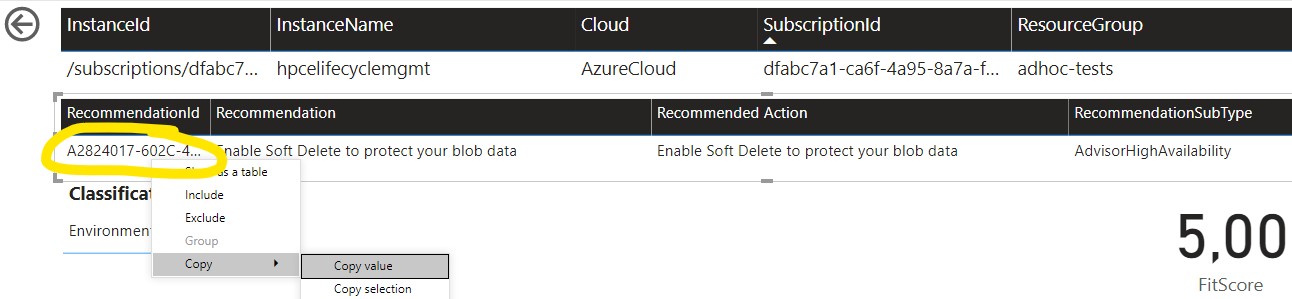 InstanceId InstanceName Cloud SubscriptionId ResourceGroup
/subscriptions/dfabc7... hpcelifecyclemgmt AzureCloud dfabc7a1-ca6f-4a95-8a7a-f... adhoc-tests
RecommendationId Recommendation Recommended Action RecommendationSubType
A2824017-602C-4... Enable Soft Delete to protect your blob data Enable Soft Delete to protect your blob data AdvisorHighAvailability
as a table
Classificat
Include
Exclude
Environment
Group
Copy
Copy value
Copy selection
5,00
FitScore